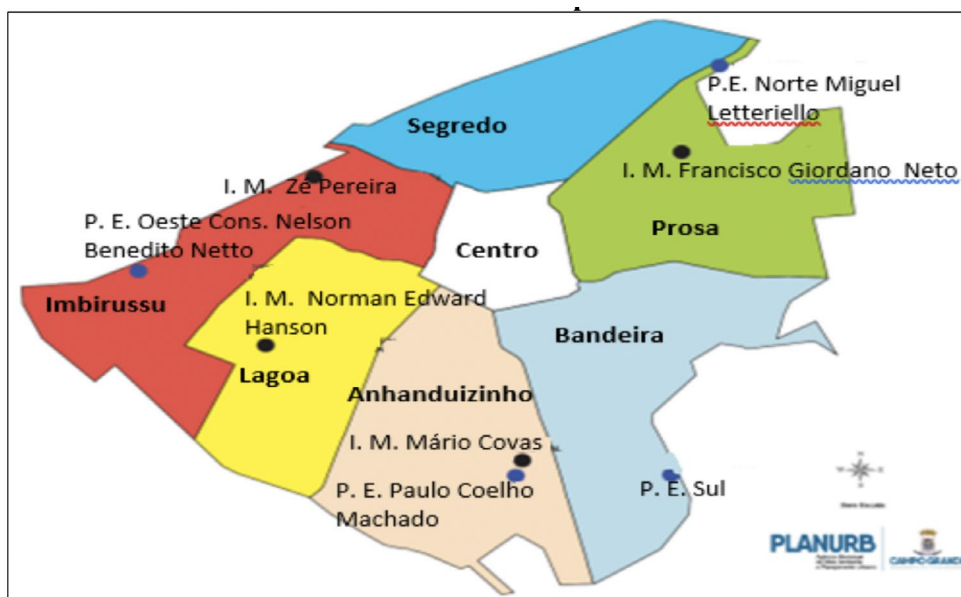 Segredo
P.E. Norte Miguel
Letteriello
I. M. Francisco Giordano Neto
Prosa
I. M. Zé Pereira
P. E. Oeste Cons. Nelson
Benedito Netto
Imbirussu
Centro
I. M. Norman Edward
Hanson
Lagoa
Bandeira
Anhanduizinho
I. M. Mário Covas
P. E. Paulo Coelho
Machado
P. E. Sul
PLANURB
CAMPO GRANDE